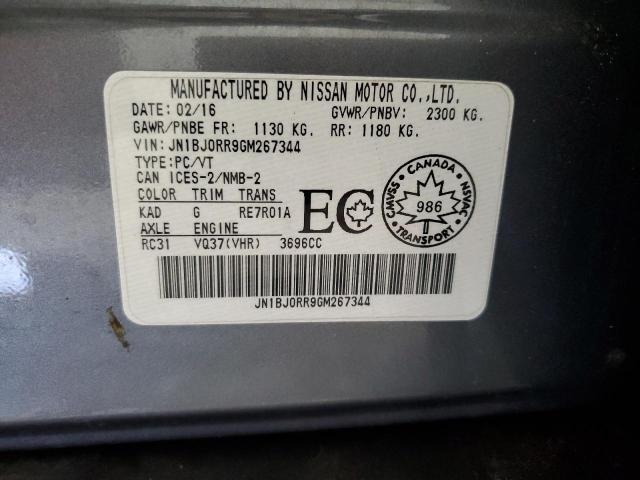 MANUFACTURED BY NISSAN MOTOR CO.,LTD.
DATE: 02/16 GVWR/PNBV: 2300 KG.
GAWR/PNBE FR: 1130 KG. RR: 1180 KG.
VIN: JN1BJ0RR9GM267344
TYPE: PC/VT
CAN ICES-2/NMB-2
COLOR TRIM TRANS
KAD G RE7R01A
AXLE ENGINE
RC31 VQ37(VHR) 3696CC
EC
CANADA
CMVSS
NSVAC
986
TRANSPORT
JN1BJ0RR9GM267344